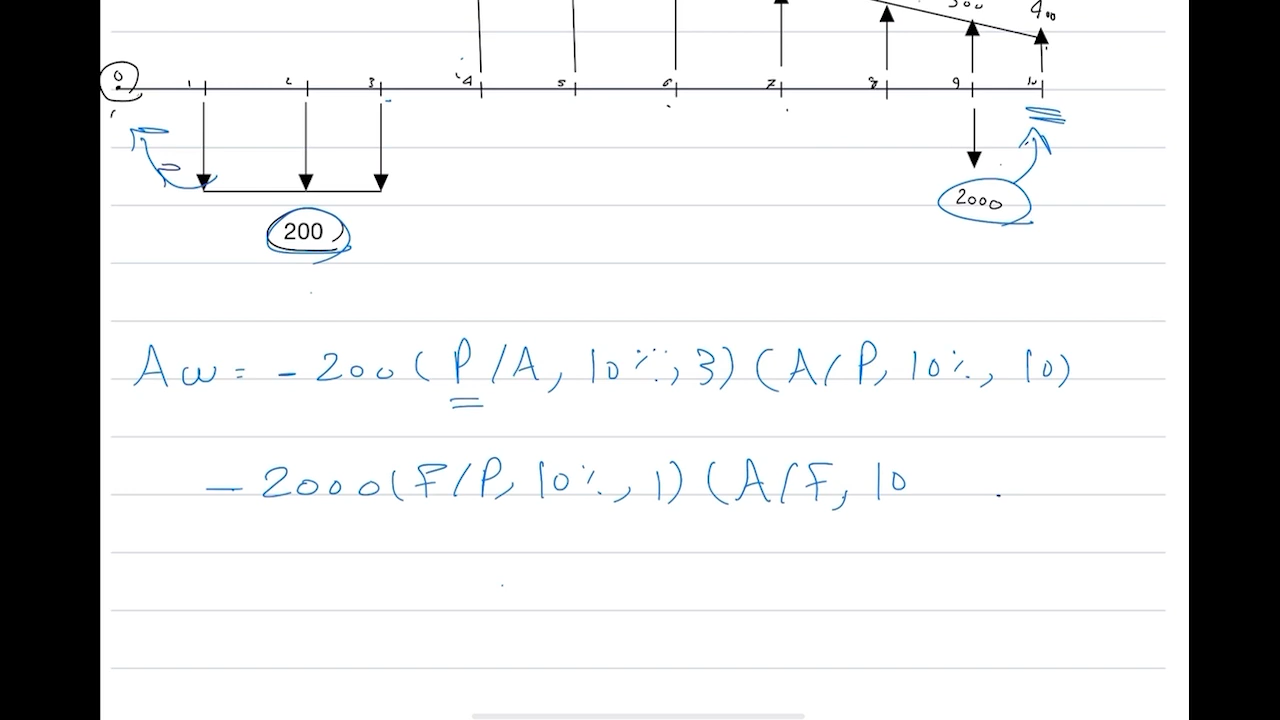 400
0 1 2 3 4 5 6 7 8 9 10
P
200
2000
Aw = - 200 ( P/A, 10%, 3) (A/P, 10%, 10)
- 2000 ( F/P, 10%, 1) (A/F, 10